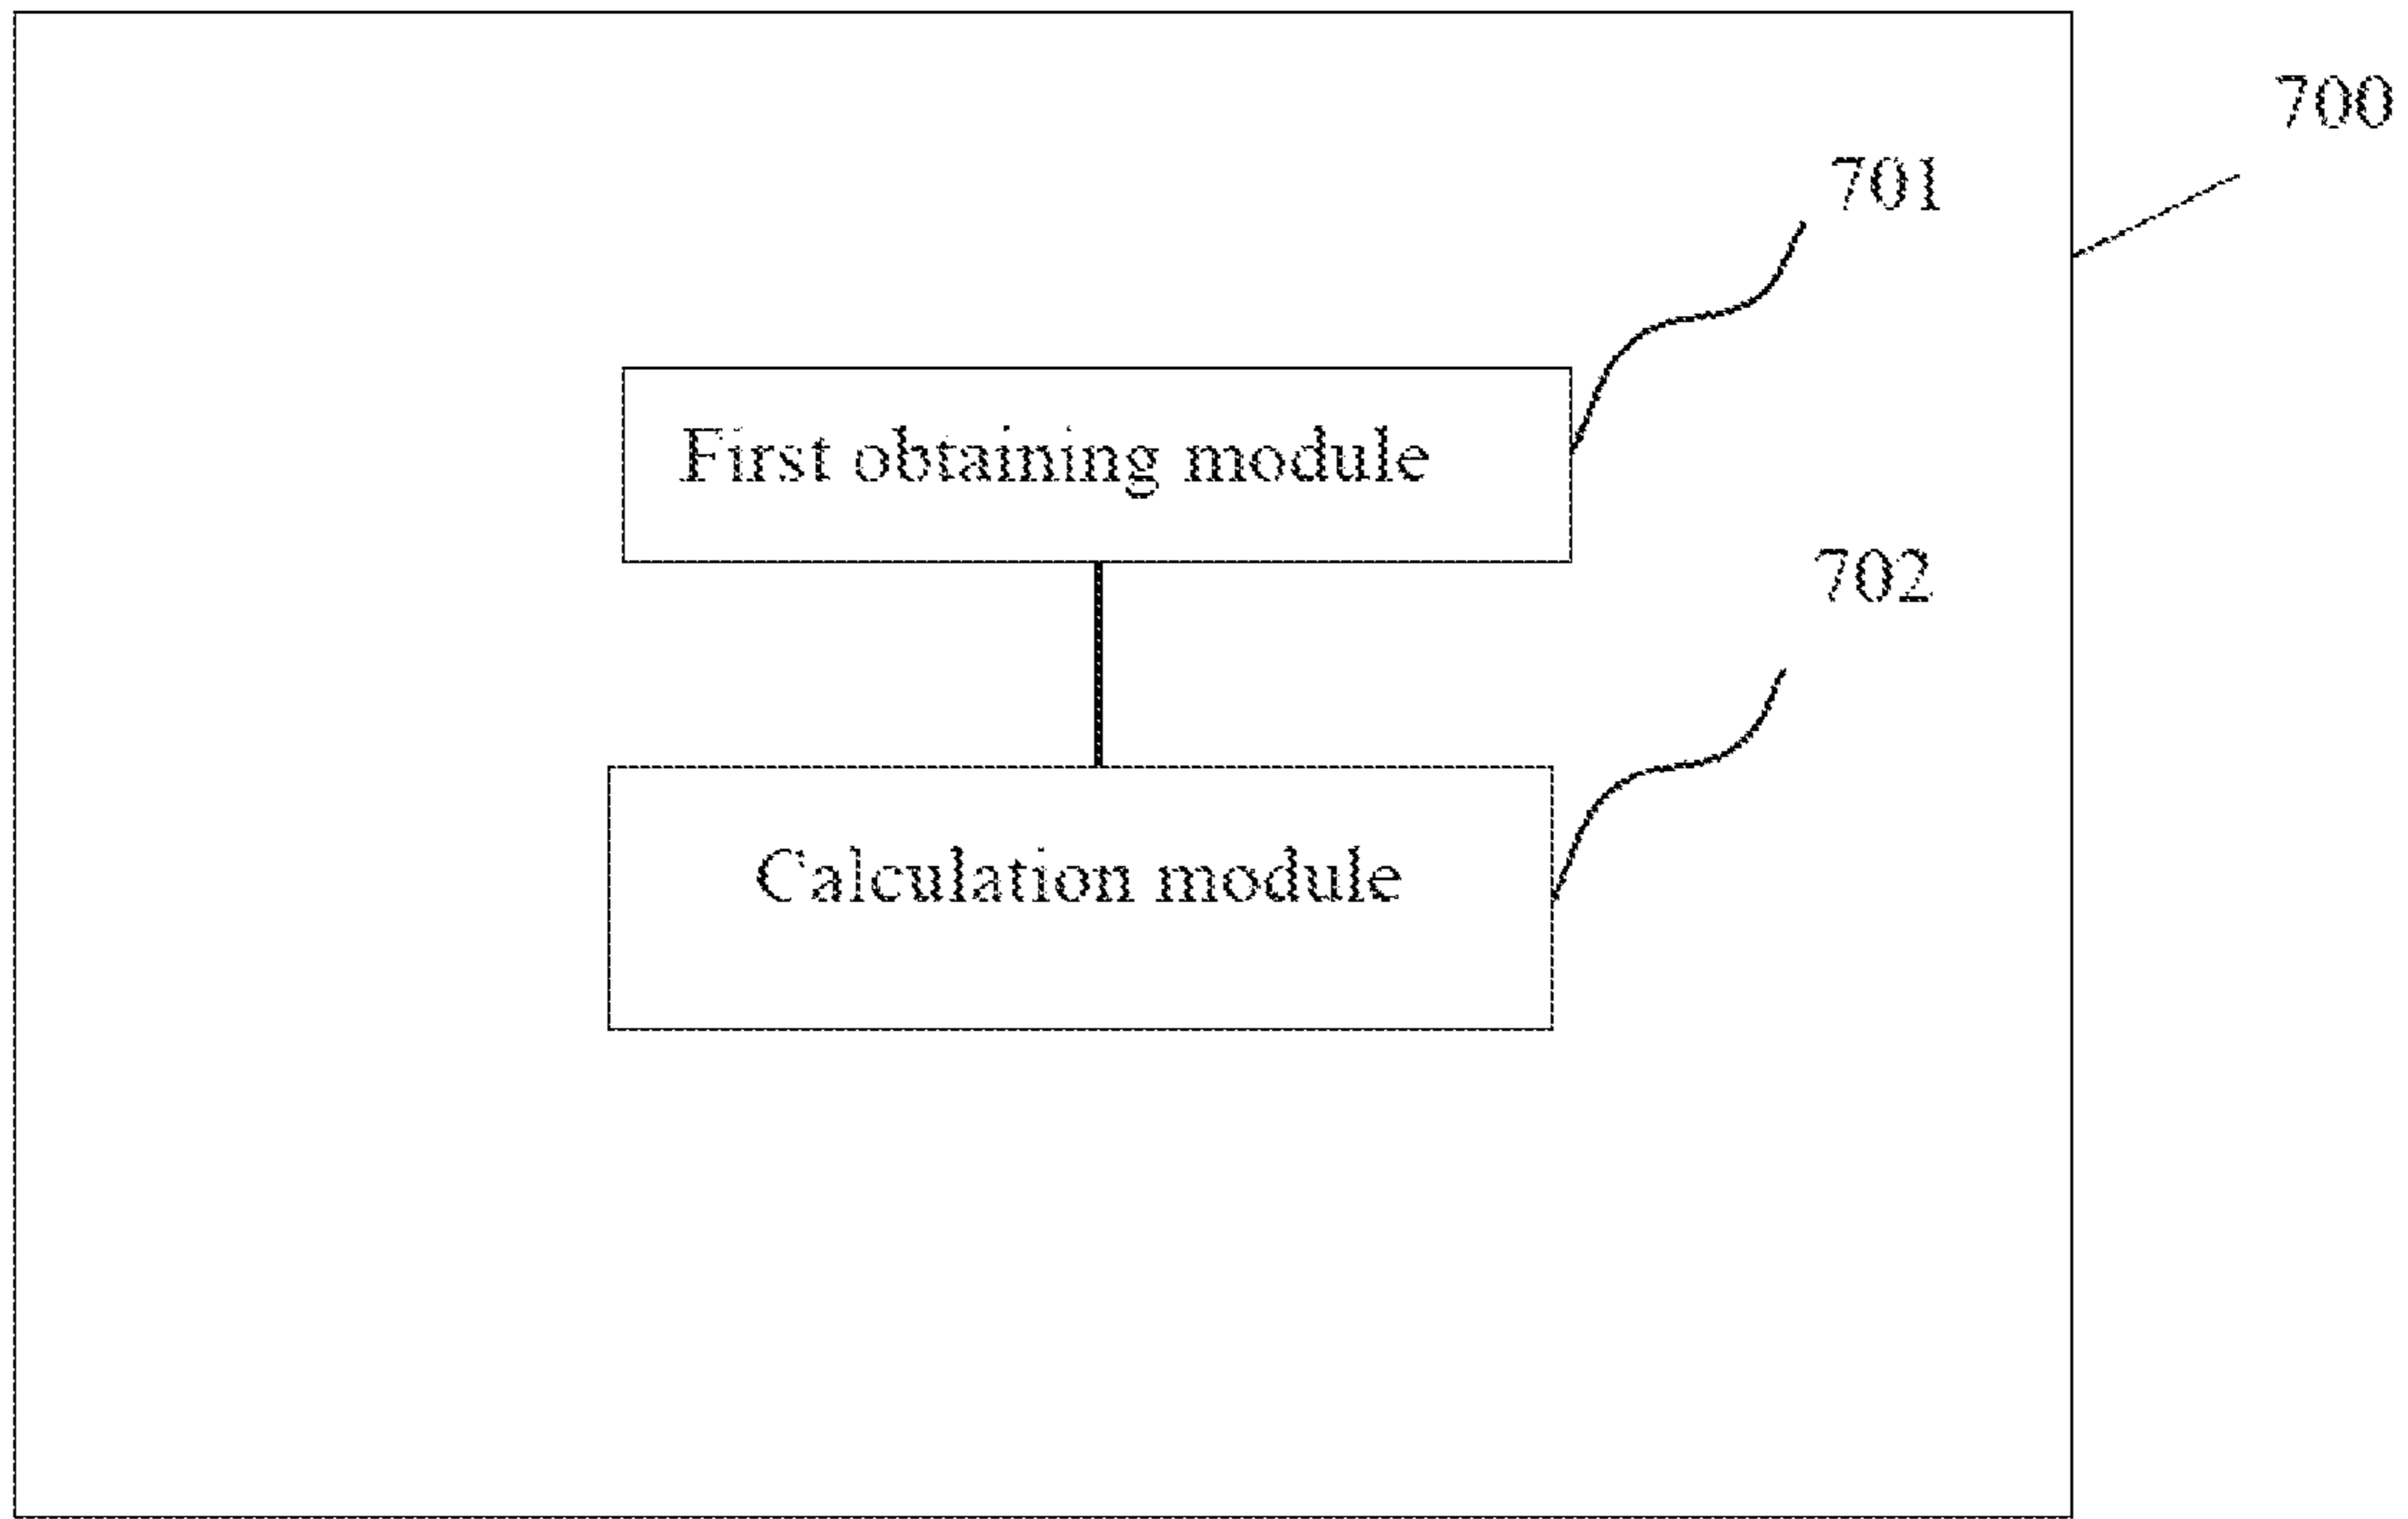 700
701
First obtaining module
702
Calculation module